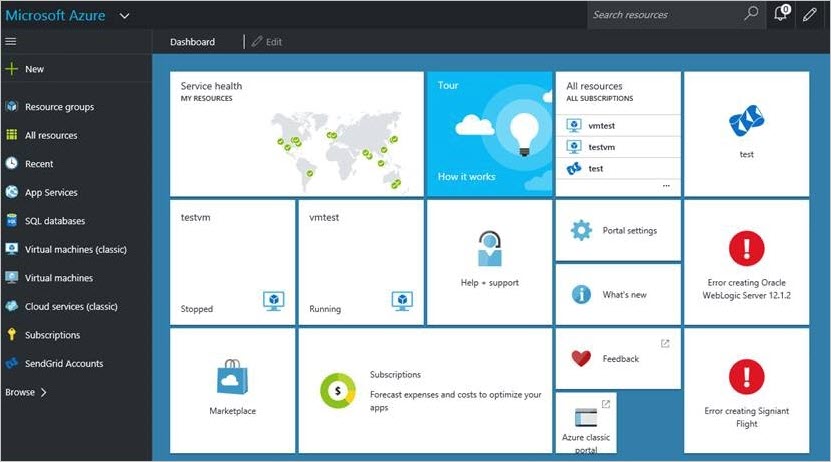 Microsoft Azure
Search resources
0
Dashboard
Edit
New
Resource groups
All resources
Recent
App Services
SQL databases
Virtual machines (classic)
Virtual machines
Cloud services (classic)
Subscriptions
SendGrid Accounts
Browse
Service health
MY RESOURCES
Tour
How it works
All resources
ALL SUBSCRIPTIONS
vmtest
testvm
test
...
test
testvm
Stopped
vmtest
Running
Help + support
Portal settings
What's new
Error creating Oracle
WebLogic Server 12.1.2
Marketplace
Subscriptions
Forecast expenses and costs to optimize your
apps
Feedback
Azure classic
portal
Error creating Signiant
Flight